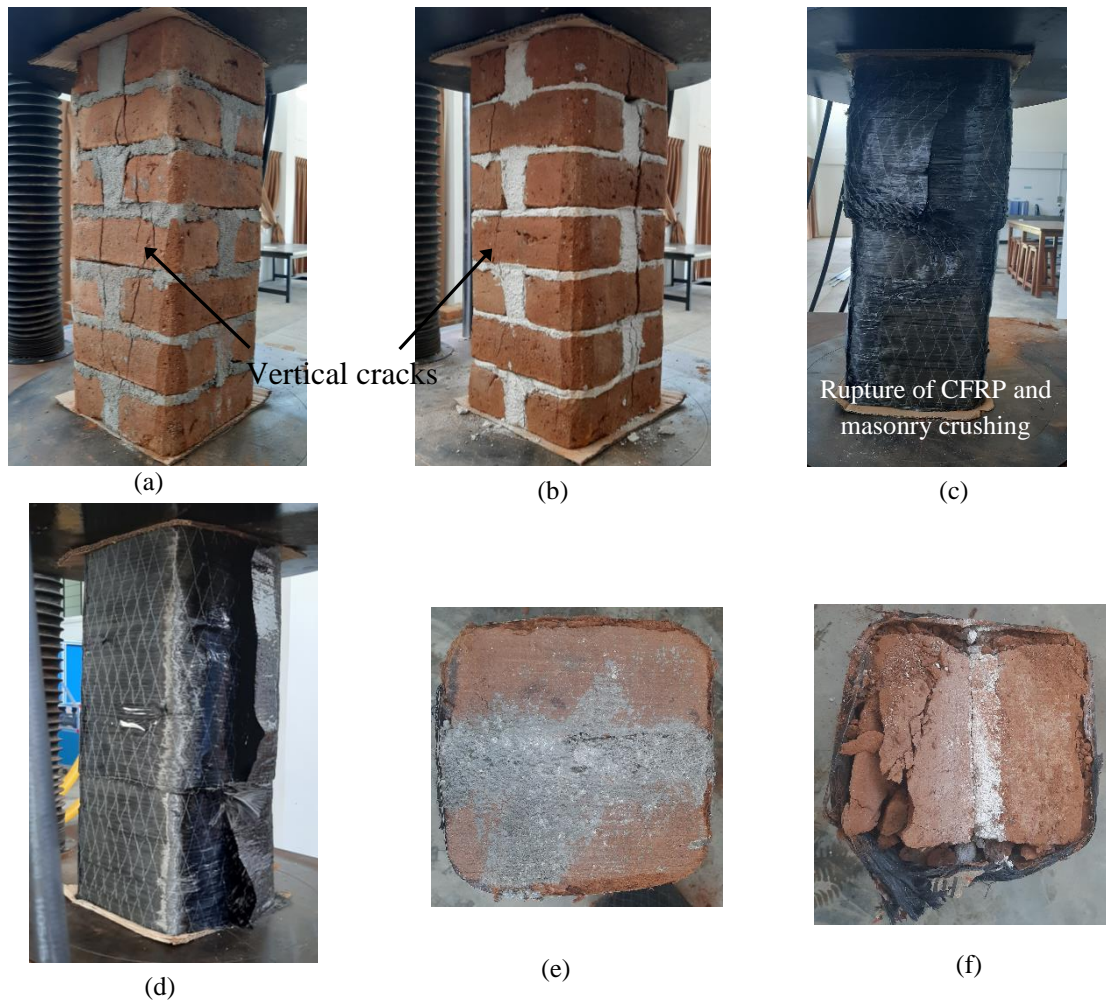 Vertical cracks
Rupture of CFRP and
masonry crushing
(a)
(b)
(c)
(d)
(e)
(f)